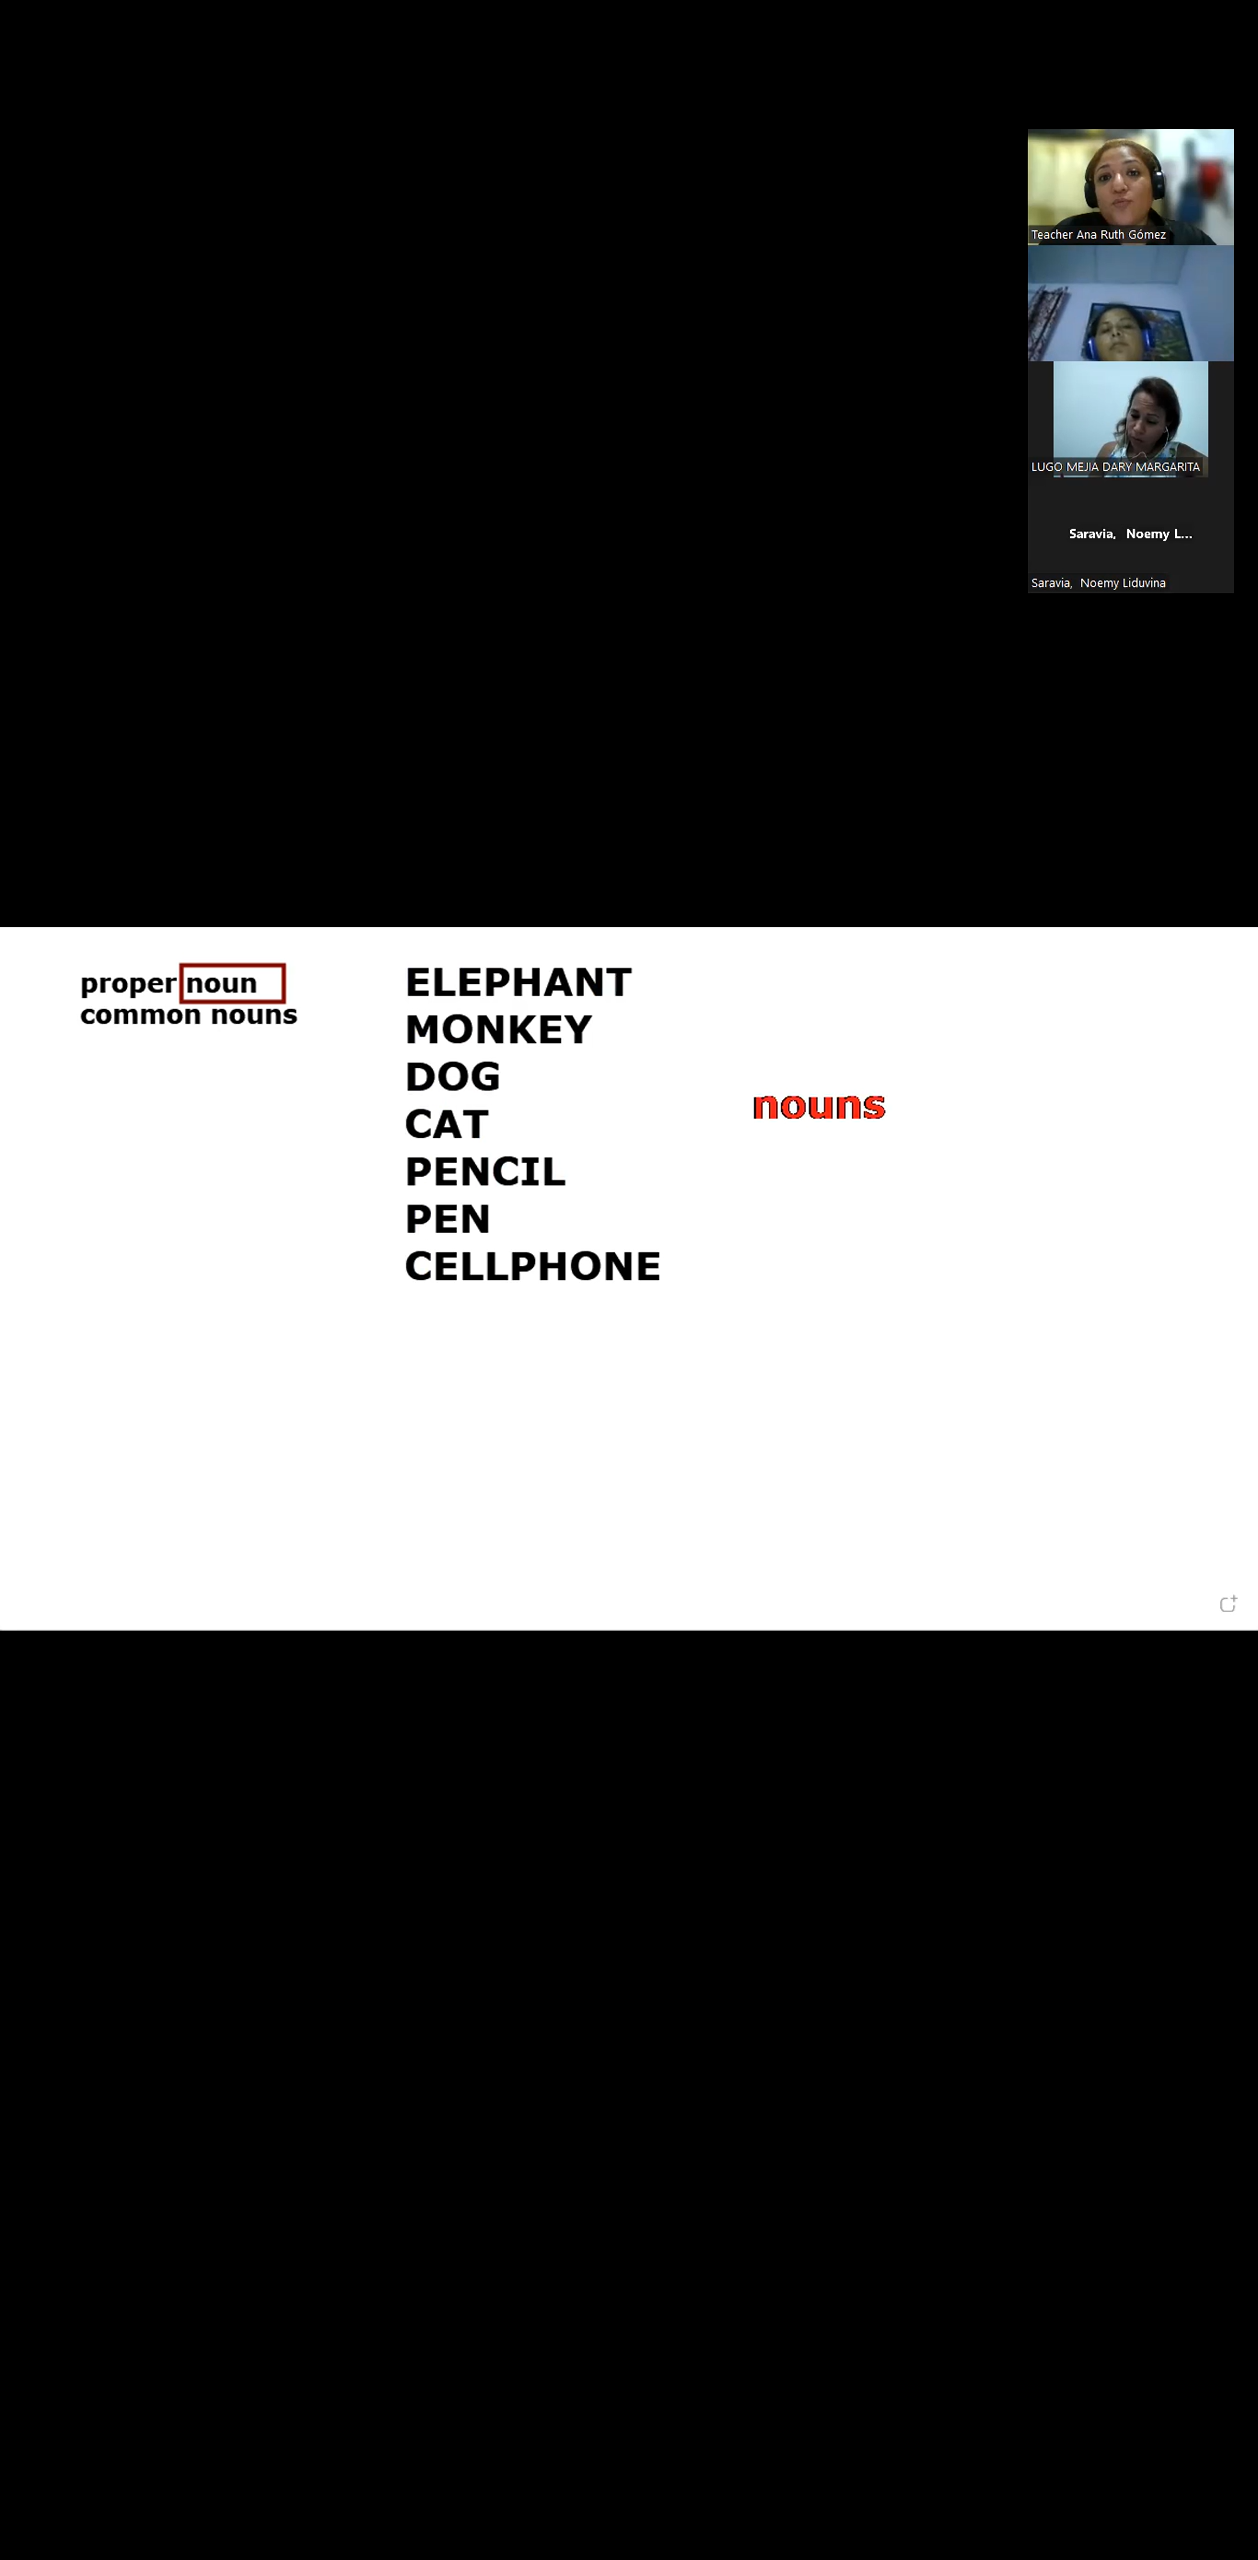 Teacher Ana Ruth Gómez
LUGO MEJIA DARY MARGARITA
Saravia, Noemy L...
Saravia, Noemy Liduvina
proper noun
common nouns
ELEPHANT
MONKEY
DOG
CAT
PENCIL
PEN
CELLPHONE
nouns